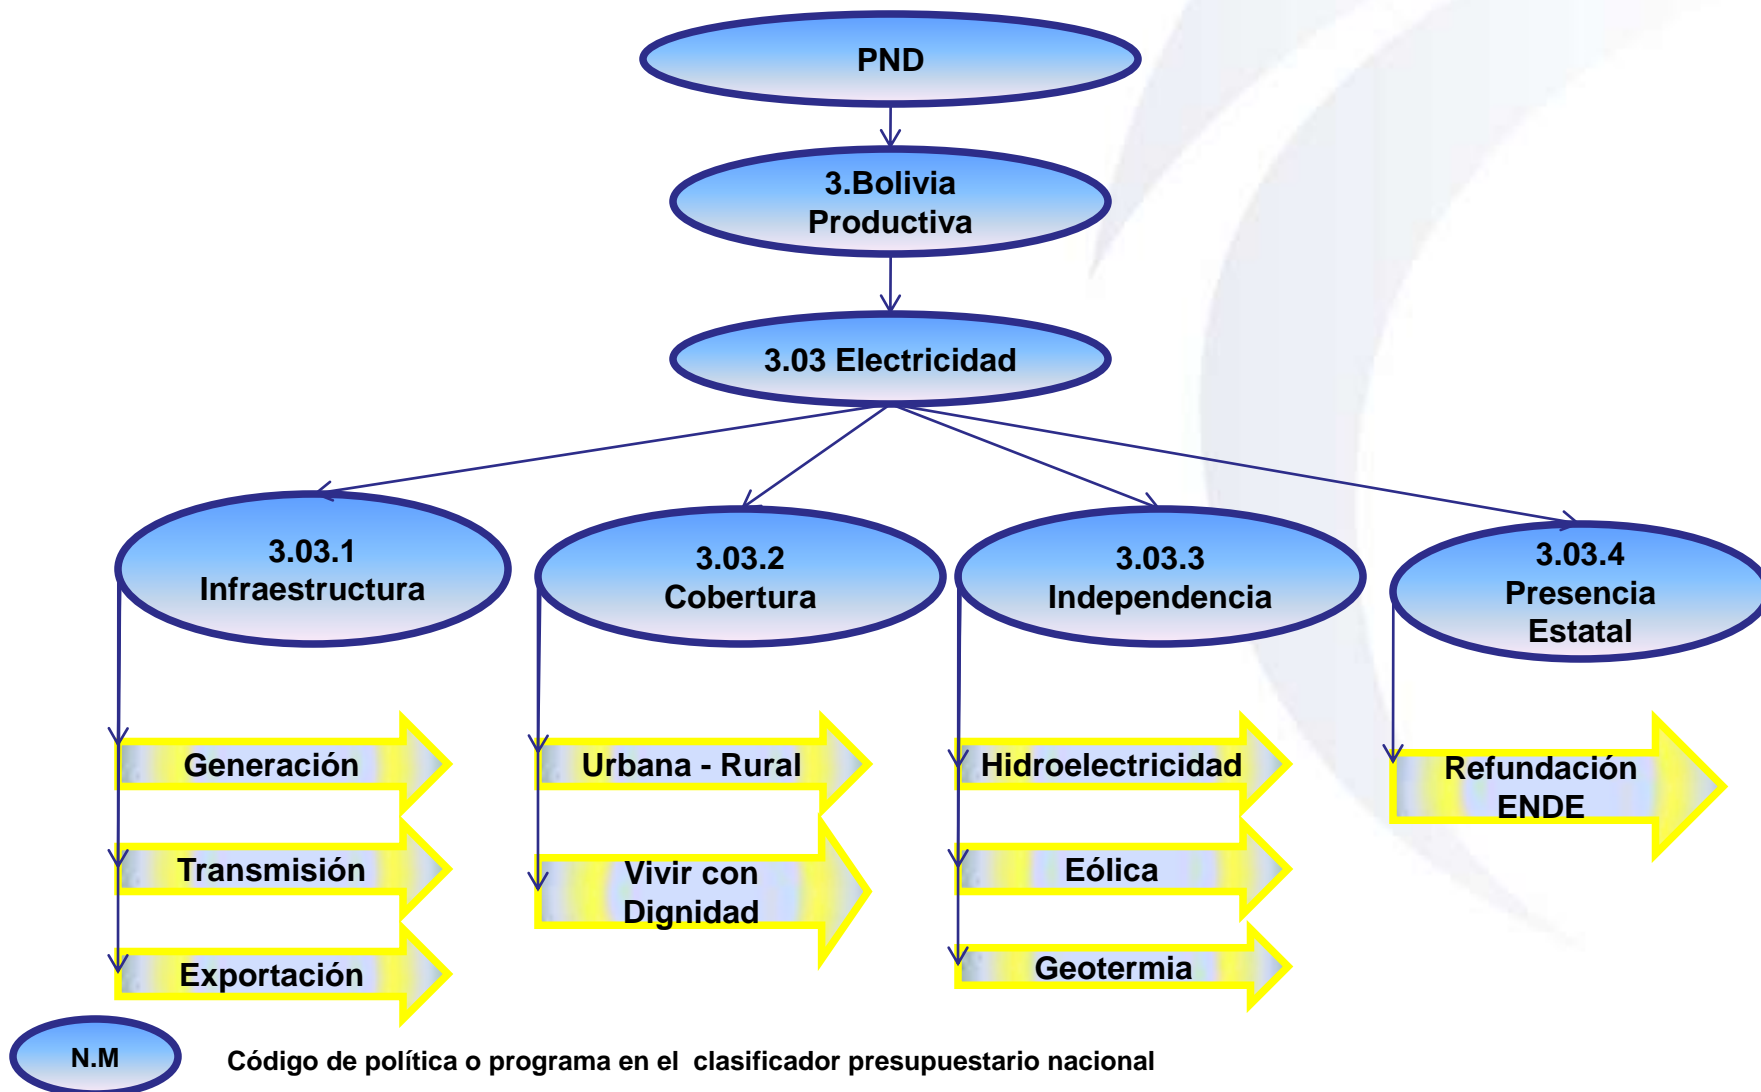 PND
3.Bolivia
Productiva
3.03 Electricidad
3.03.1
Infraestructura
3.03.2
Cobertura
3.03.3
Independencia
3.03.4
Presencia
Estatal
Generación
Urbana - Rural
Hidroelectricidad
Refundación
ENDE
Transmisión
Vivir con
Dignidad
Eólica
Exportación
Geotermia
N.M
Código de política o programa en el clasificador presupuestario nacional